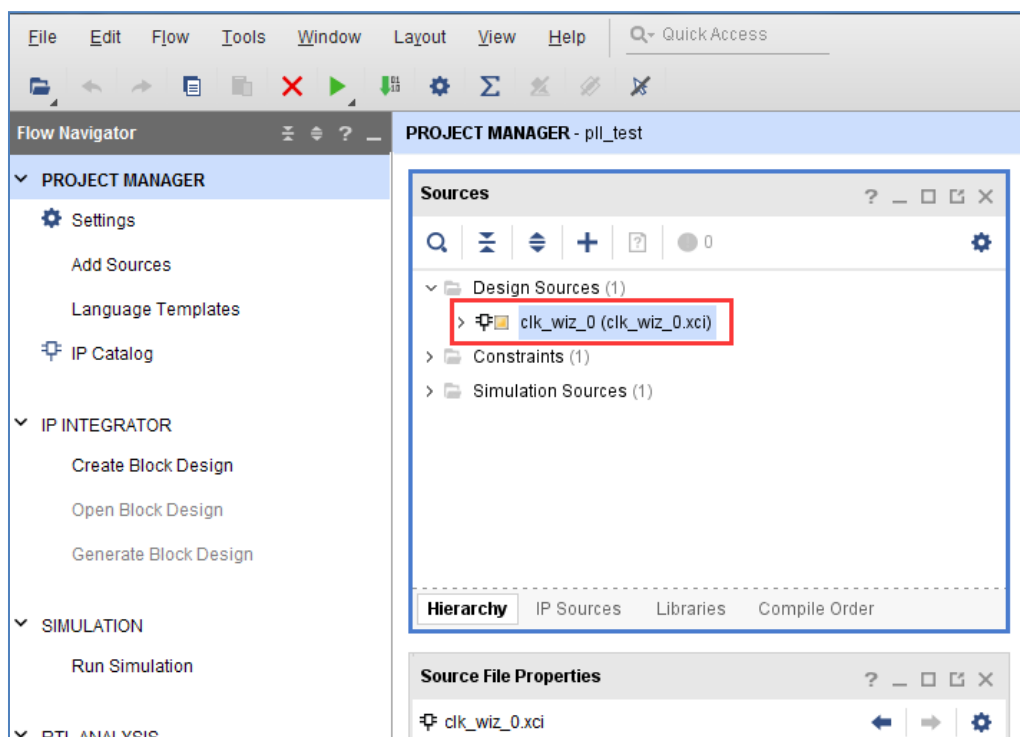 File Edit Flow Tools Window Layout View Help Quick Access
Flow Navigator
PROJECT MANAGER - pll_test
PROJECT MANAGER
Settings
Add Sources
Language Templates
IP Catalog
IP INTEGRATOR
Create Block Design
Open Block Design
Generate Block Design
SIMULATION
Run Simulation
RTL ANALYSIS
Sources
0
Design Sources (1)
clk_wiz_0 (clk_wiz_0.xci)
Constraints (1)
Simulation Sources (1)
Hierarchy IP Sources Libraries Compile Order
Source File Properties
clk_wiz_0.xci